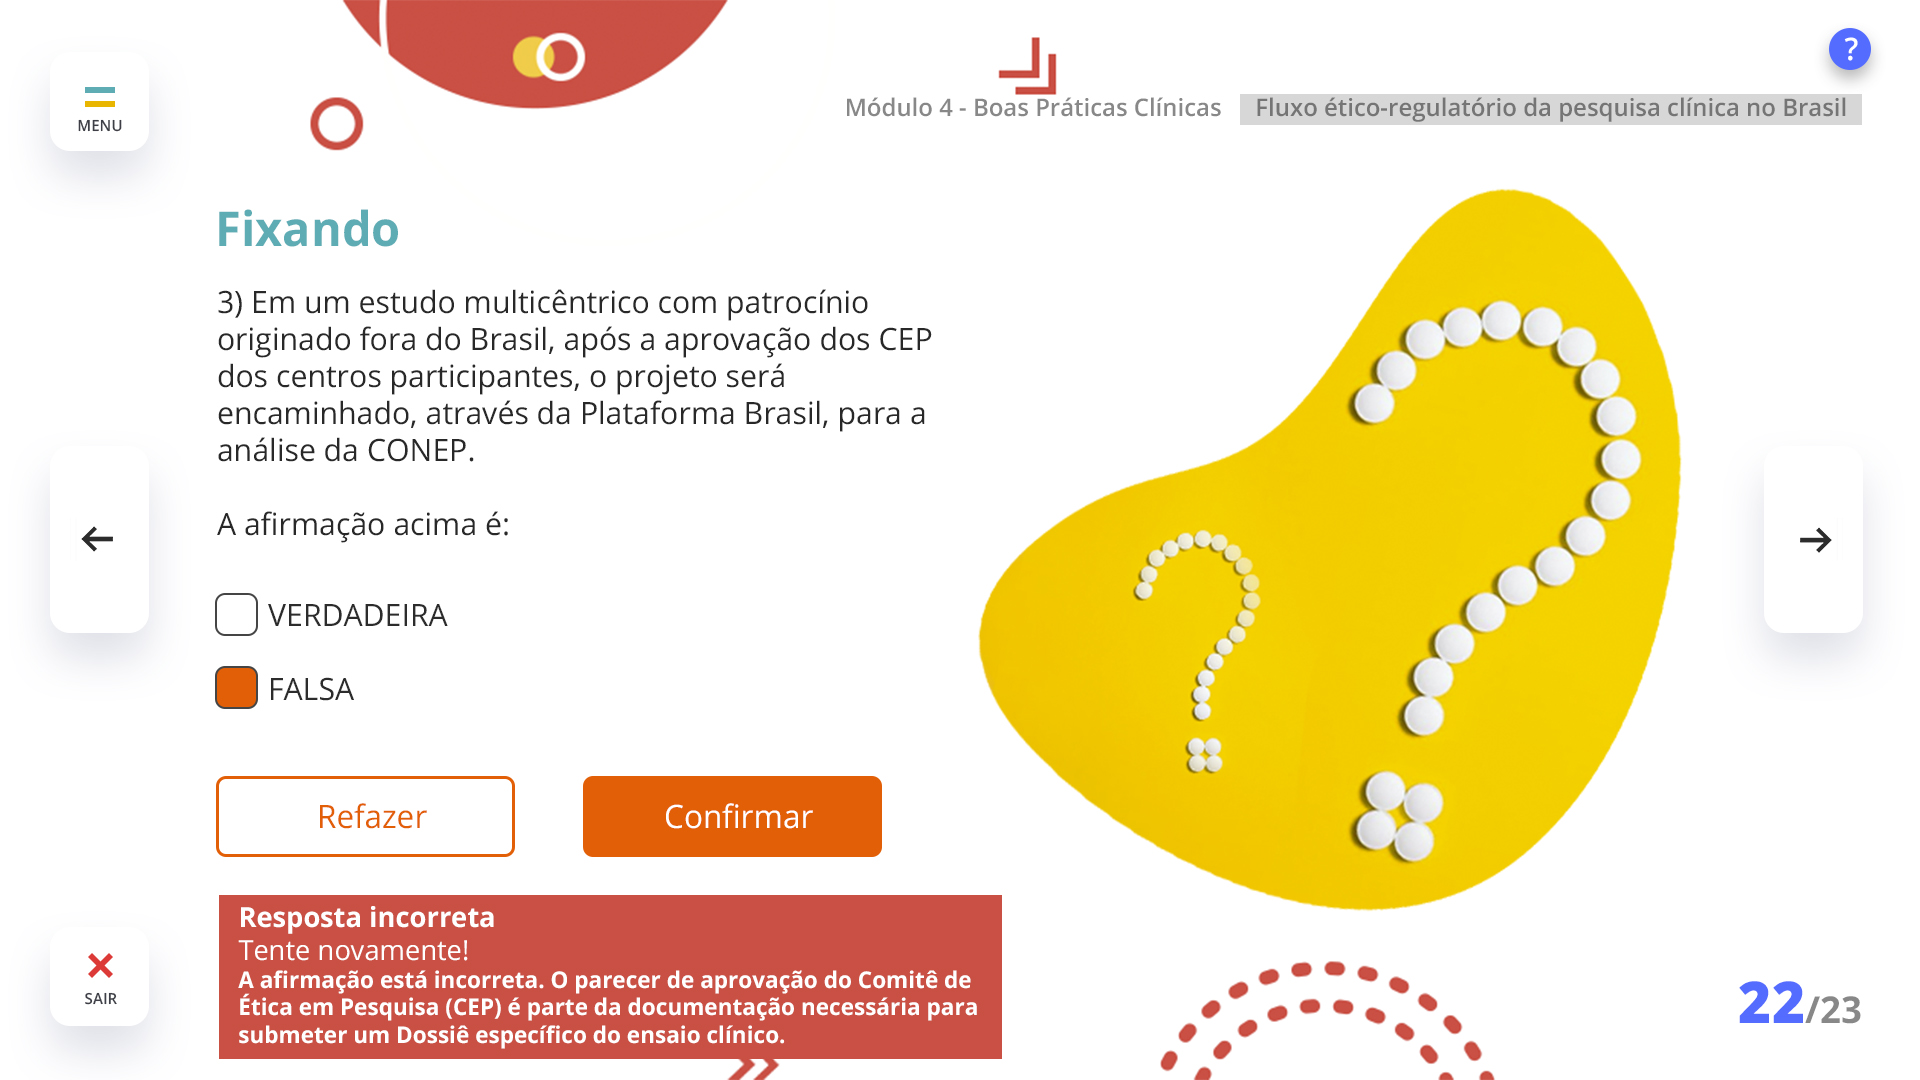 MENU
?
Módulo 4 - Boas Práticas Clínicas
Fluxo ético-regulatório da pesquisa clínica no Brasil
Fixando
3) Em um estudo multicêntrico com patrocínio
originado fora do Brasil, após a aprovação dos CEP
dos centros participantes, o projeto será
encaminhado, através da Plataforma Brasil, para a
análise da CONEP.
A afirmação acima é:
VERDADEIRA
FALSA
Refazer
Confirmar
Resposta incorreta
Tente novamente!
A afirmação está incorreta. O parecer de aprovação do Comitê de
Ética em Pesquisa (CEP) é parte da documentação necessária para
submeter um Dossiê específico do ensaio clínico.
SAIR
22/23